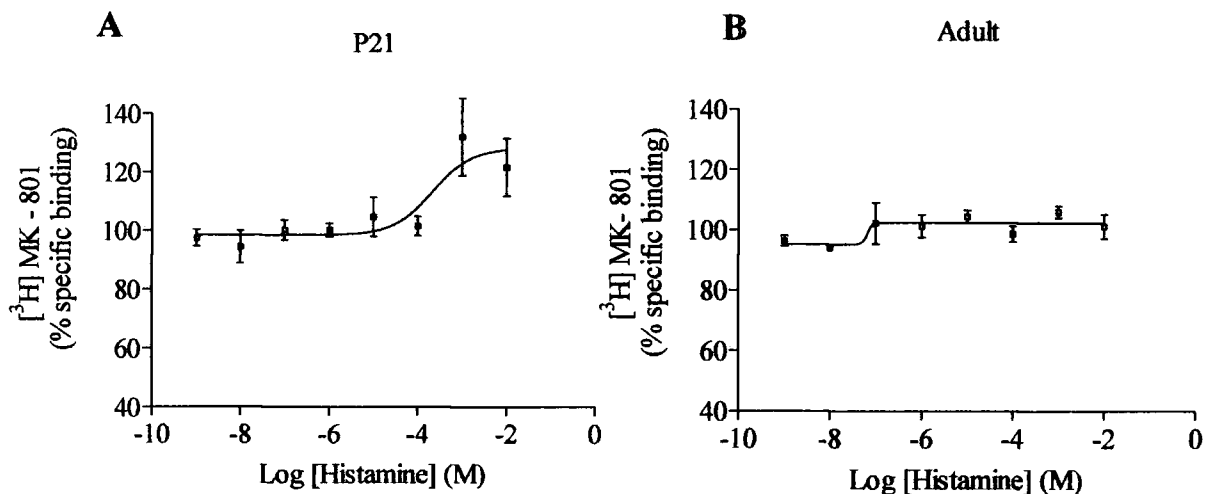 A
P21
[³H] MK - 801
(% specific binding)
140
120
100
80
60
40
-10
-8
-6
-4
-2
0
Log [Histamine] (M)
B
Adult
[³H] MK- 801
(% specific binding)
140
120
100
80
60
40
-10
-8
-6
-4
-2
0
Log [Histamine] (M)